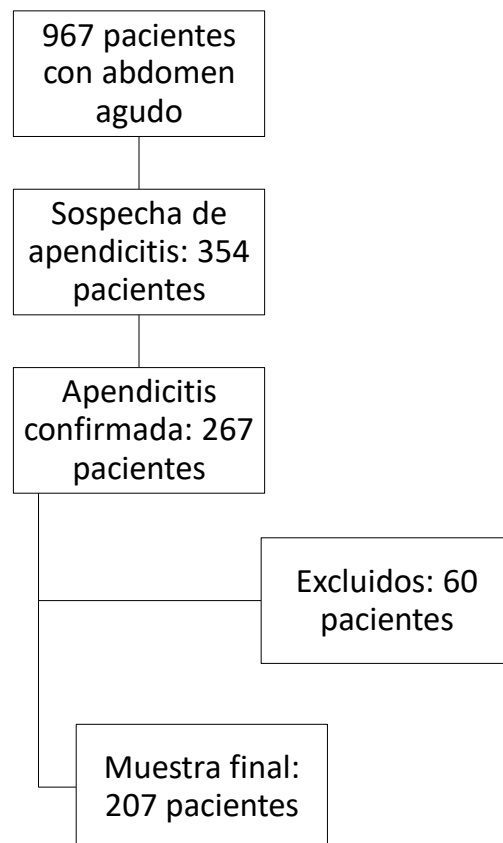 967 pacientes
con abdomen
agudo
Sospecha de
apendicitis: 354
pacientes
Apendicitis
confirmada: 267
pacientes
Excluidos: 60
pacientes
Muestra final:
207 pacientes